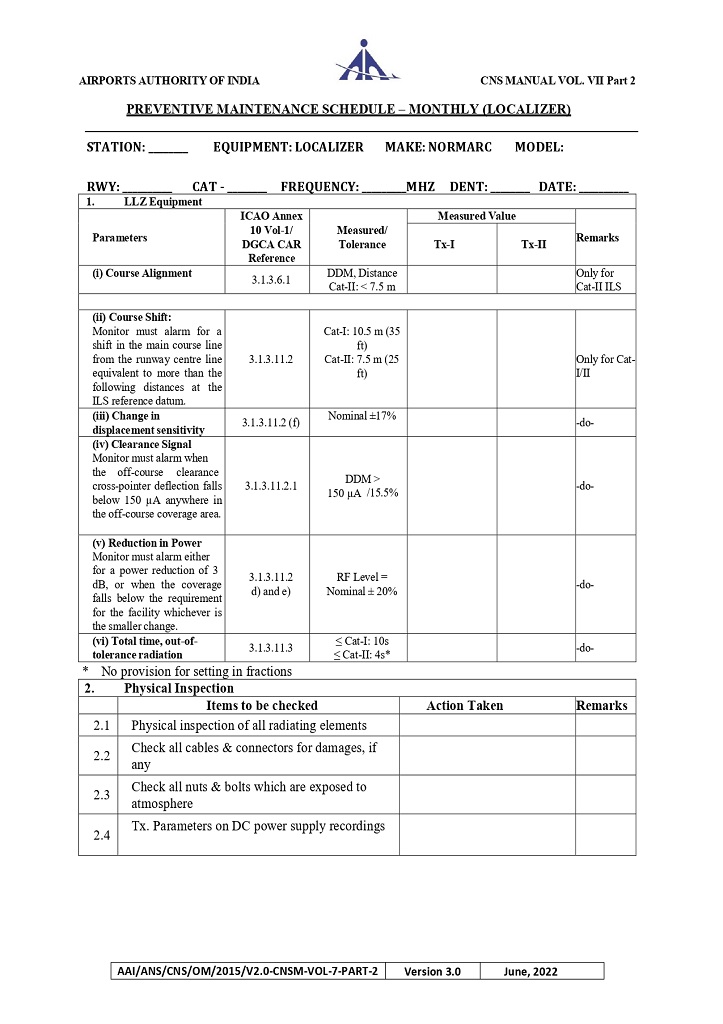 AIRPORTS AUTHORITY OF INDIA CNS MANUAL VOL. VII Part 2
PREVENTIVE MAINTENANCE SCHEDULE – MONTHLY (LOCALIZER)
STATION: ______ EQUIPMENT: LOCALIZER MAKE: NORMARC MODEL:
RWY: ________ CAT - ______ FREQUENCY: _______MHZ DENT: ______ DATE: ________
1. LLZ Equipment
Parameters
ICAO Annex
10 Vol-1/
DGCA CAR
Reference
Measured/
Tolerance
Measured Value
Tx-I Tx-II
Remarks
(i) Course Alignment
3.1.3.6.1
DDM, Distance
Cat-II: < 7.5 m
Only for
Cat-II ILS
(ii) Course Shift:
Monitor must alarm for a
shift in the main course line
from the runway centre line
equivalent to more than the
following distances at the
ILS reference datum.
3.1.3.11.2
Cat-I: 10.5 m (35
ft)
Cat-II: 7.5 m (25
ft)
Only for Cat-
I/II
(iii) Change in
displacement sensitivity
3.1.3.11.2 (f)
Nominal ±17%
-do-
(iv) Clearance Signal
Monitor must alarm when
the off-course clearance
cross-pointer deflection falls
below 150 µA anywhere in
the off-course coverage area.
3.1.3.11.2.1
DDM >
150 µA /15.5%
-do-
(v) Reduction in Power
Monitor must alarm either
for a power reduction of 3
dB, or when the coverage
falls below the requirement
for the facility whichever is
the smaller change.
3.1.3.11.2
d) and e)
RF Level =
Nominal ± 20%
-do-
(vi) Total time, out-of-
tolerance radiation
3.1.3.11.3
≤ Cat-I: 10s
≤ Cat-II: 4s*
-do-
* No provision for setting in fractions
2. Physical Inspection
Items to be checked Action Taken Remarks
2.1 Physical inspection of all radiating elements
2.2 Check all cables & connectors for damages, if
any
2.3 Check all nuts & bolts which are exposed to
atmosphere
2.4 Tx. Parameters on DC power supply recordings
AAI/ANS/CNS/OM/2015/V2.0-CNSM-VOL-7-PART-2 Version 3.0 June, 2022